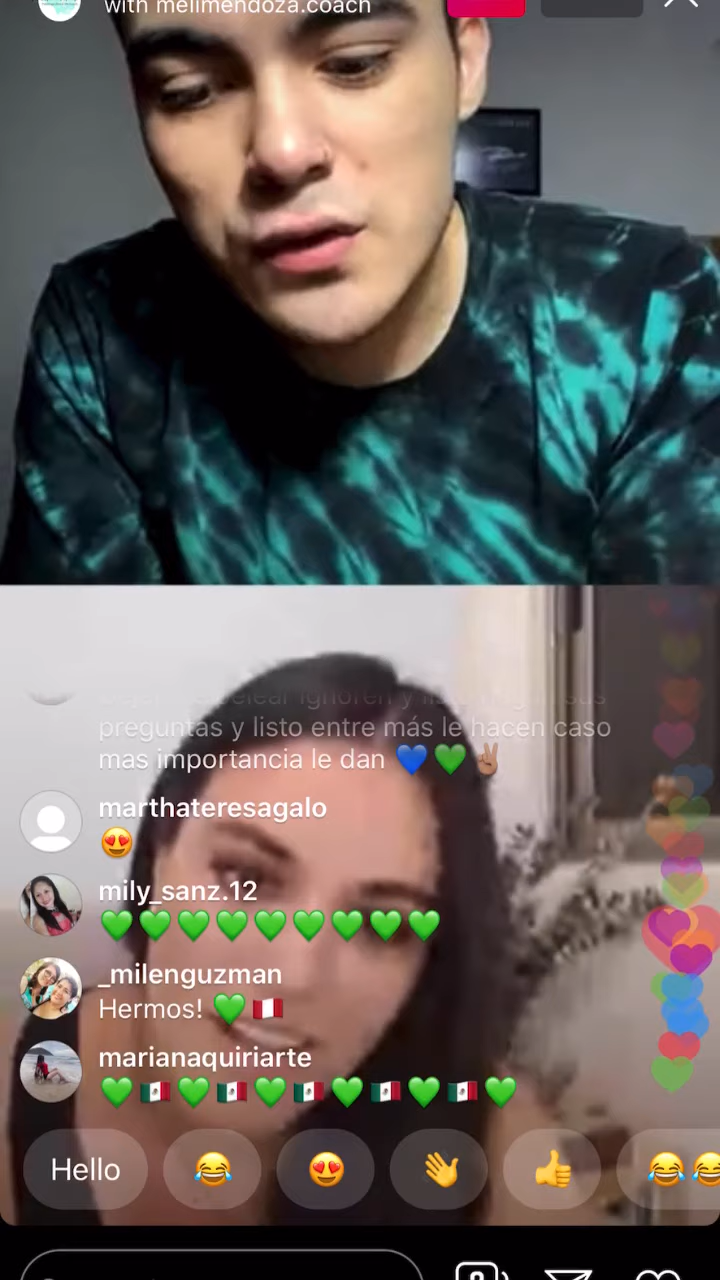 with melimendoza.coach
preguntas y listo entre más le hacen caso
mas importancia le dan 💙 💚 ✌🏽
marthateresagalo
😍
mily_sanz.12
💚💚💚💚💚💚💚💚💚
_milenguzman
Hermos! 💚🇵🇪
marianaquiriarte
💚🇲🇽💚🇲🇽💚🇲🇽💚🇲🇽💚🇲🇽💚
Hello 😂 😍 👋 👍 😂😂